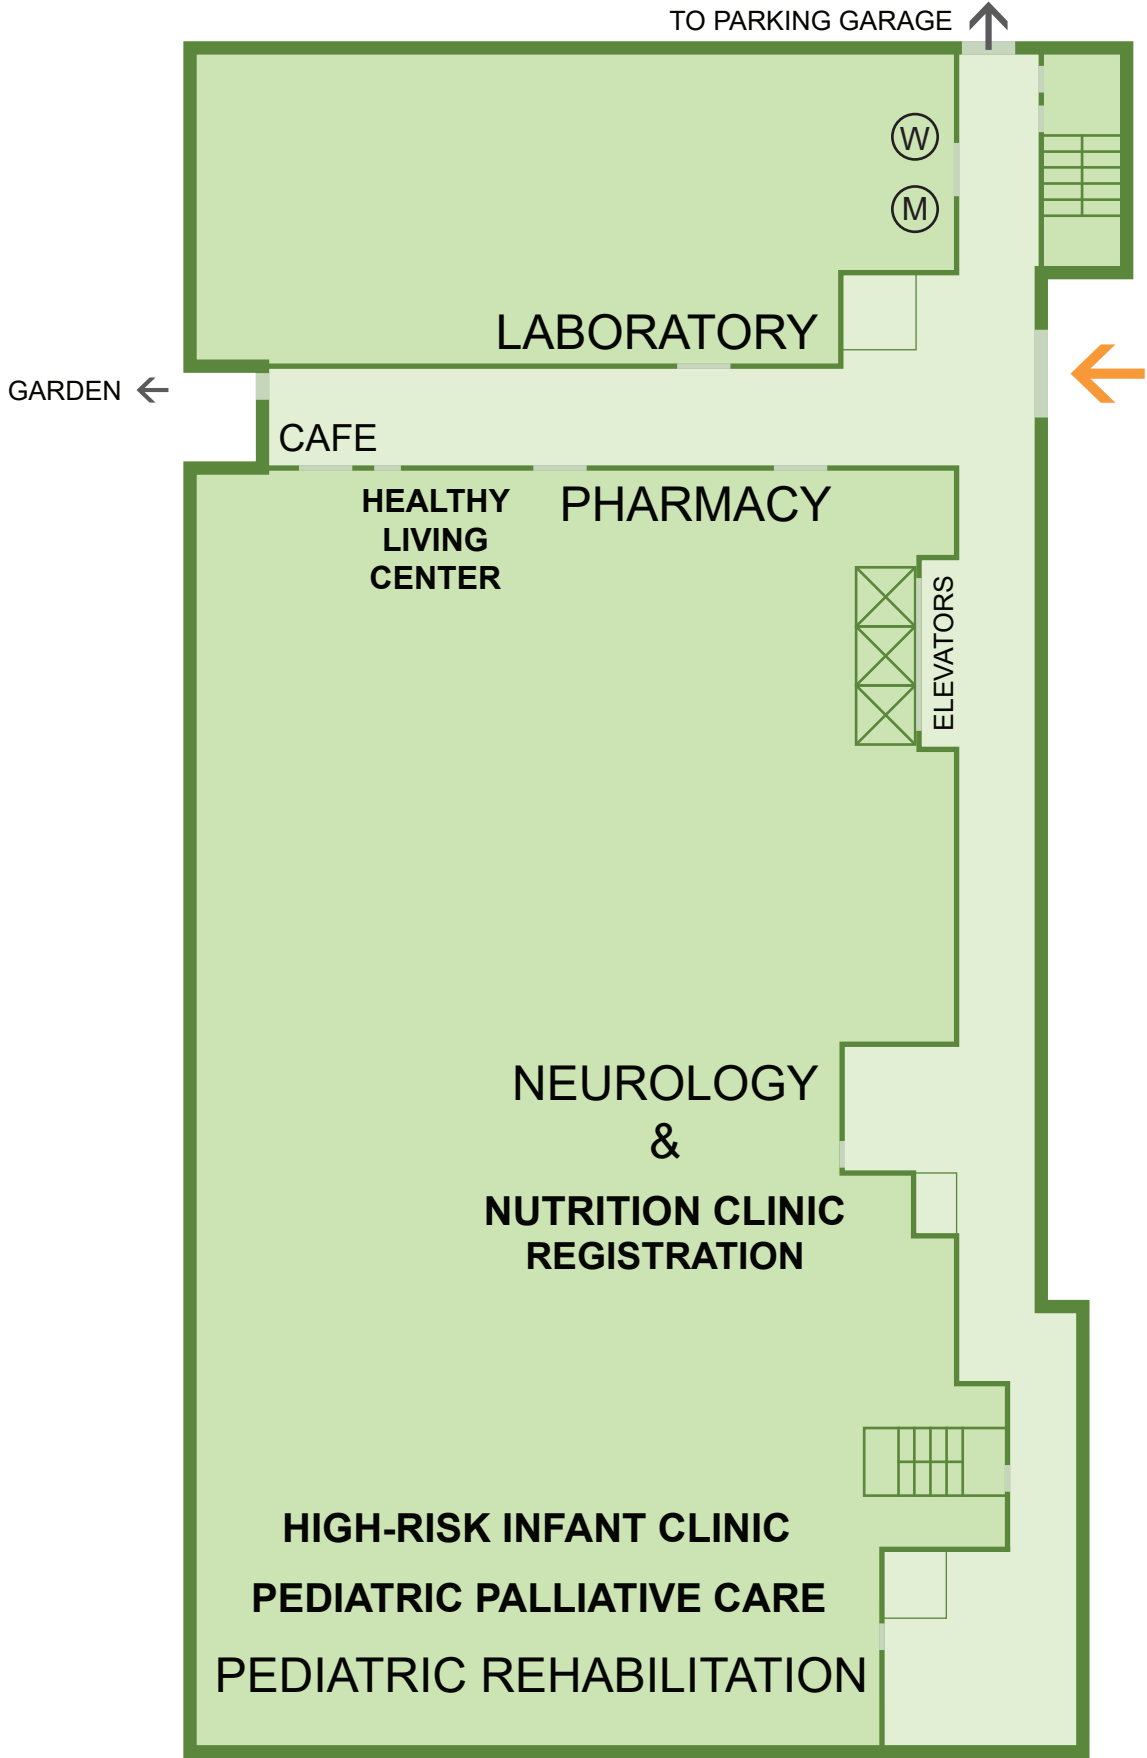 TO PARKING GARAGE
W
M
LABORATORY
GARDEN
CAFE
HEALTHY
LIVING
CENTER
PHARMACY
ELEVATORS
NEUROLOGY
&
NUTRITION CLINIC
REGISTRATION
HIGH-RISK INFANT CLINIC
PEDIATRIC PALLIATIVE CARE
PEDIATRIC REHABILITATION